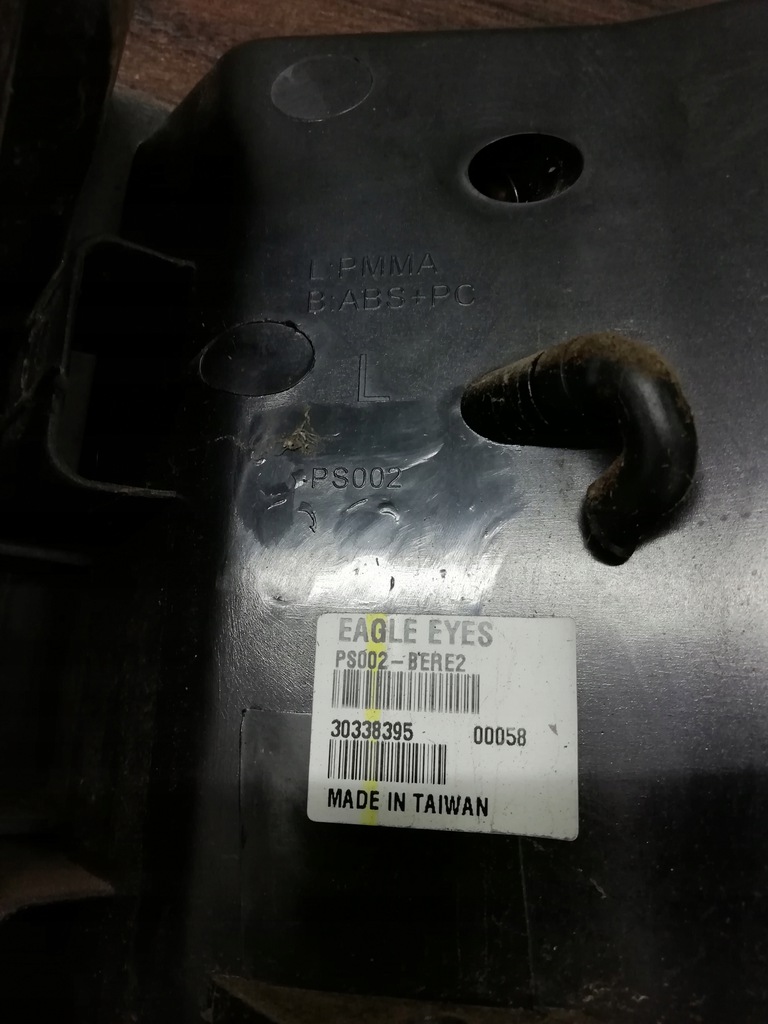 L:PMMA
B:ABS+PC
L
PS002
EAGLE EYES
PS002-BERE2
30338395 00058
MADE IN TAIWAN